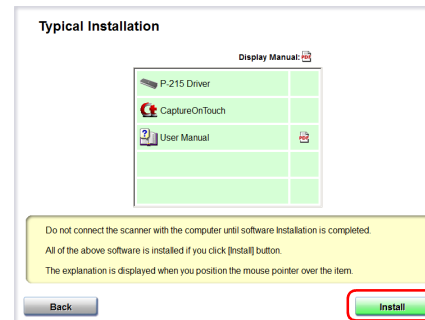 Typical Installation
Display Manual: PDF
P-215 Driver
CaptureOnTouch
User Manual PDF
Do not connect the scanner with the computer until software Installation is completed.
All of the above software is installed if you click [Install] button.
The explanation is displayed when you position the mouse pointer over the item.
Back Install